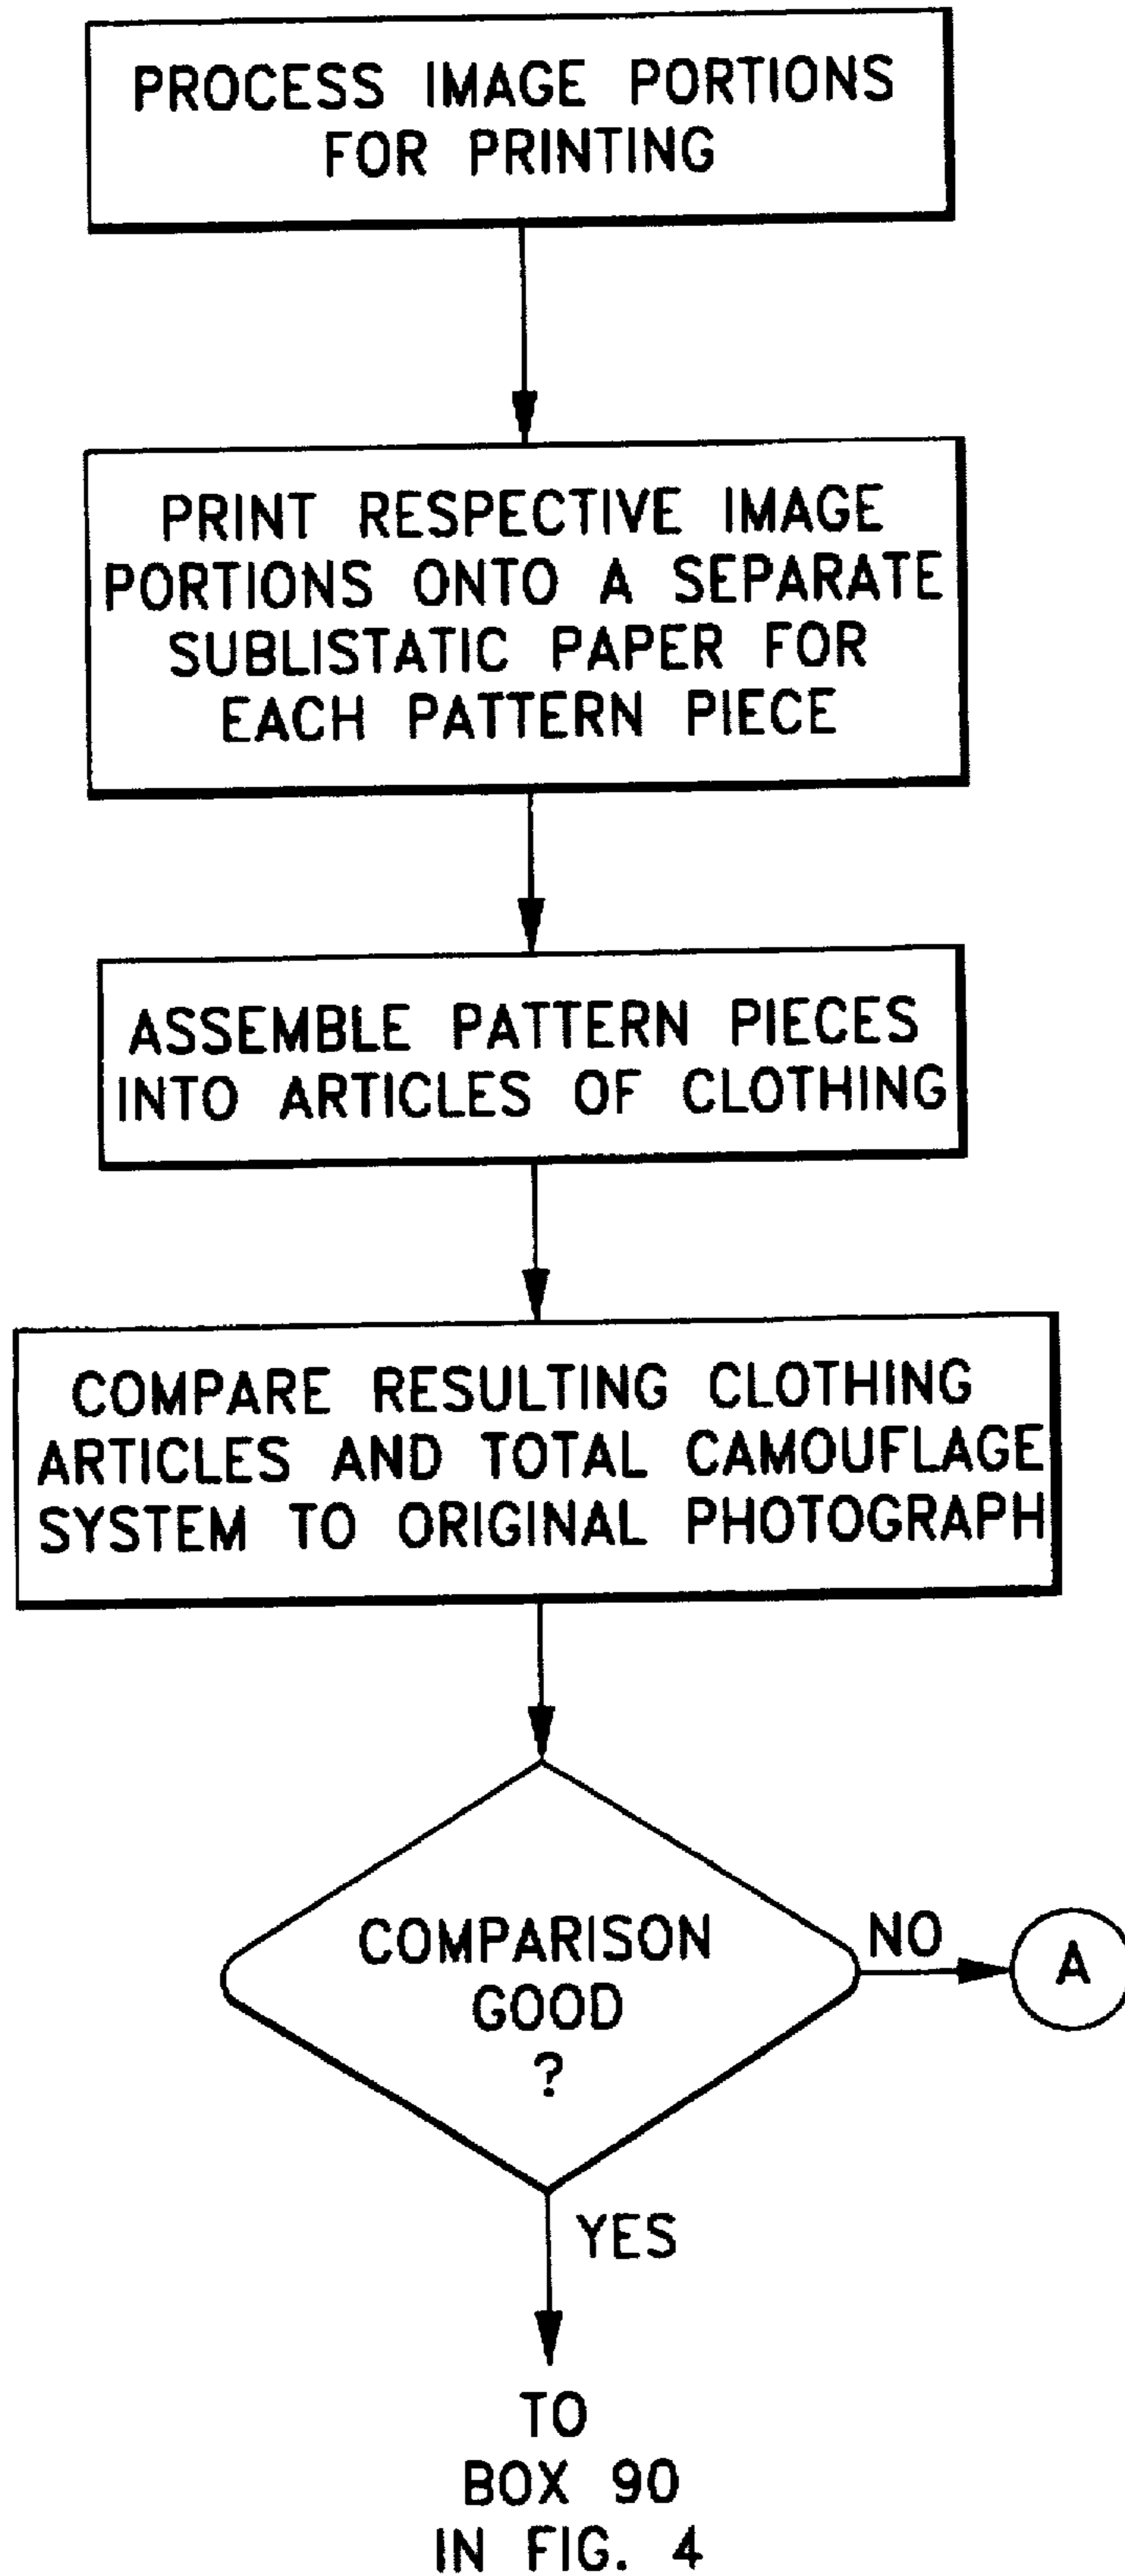 PROCESS IMAGE PORTIONS
FOR PRINTING
PRINT RESPECTIVE IMAGE
PORTIONS ONTO A SEPARATE
SUBLISTATIC PAPER FOR
EACH PATTERN PIECE
ASSEMBLE PATTERN PIECES
INTO ARTICLES OF CLOTHING
COMPARE RESULTING CLOTHING
ARTICLES AND TOTAL CAMOUFLAGE
SYSTEM TO ORIGINAL PHOTOGRAPH
COMPARISON
GOOD
?
NO
A
YES
TO
BOX 90
IN FIG. 4